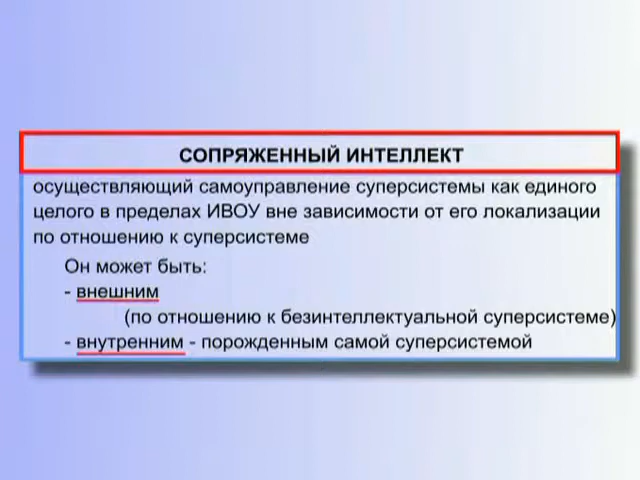 СОПРЯЖЕННЫЙ ИНТЕЛЛЕКТ
осуществляющий самоуправление суперсистемы как единого
целого в пределах ИВОУ вне зависимости от его локализации
по отношению к суперсистеме
Он может быть:
- внешним
(по отношению к безинтеллектуальной суперсистеме)
- внутренним - порожденным самой суперсистемой